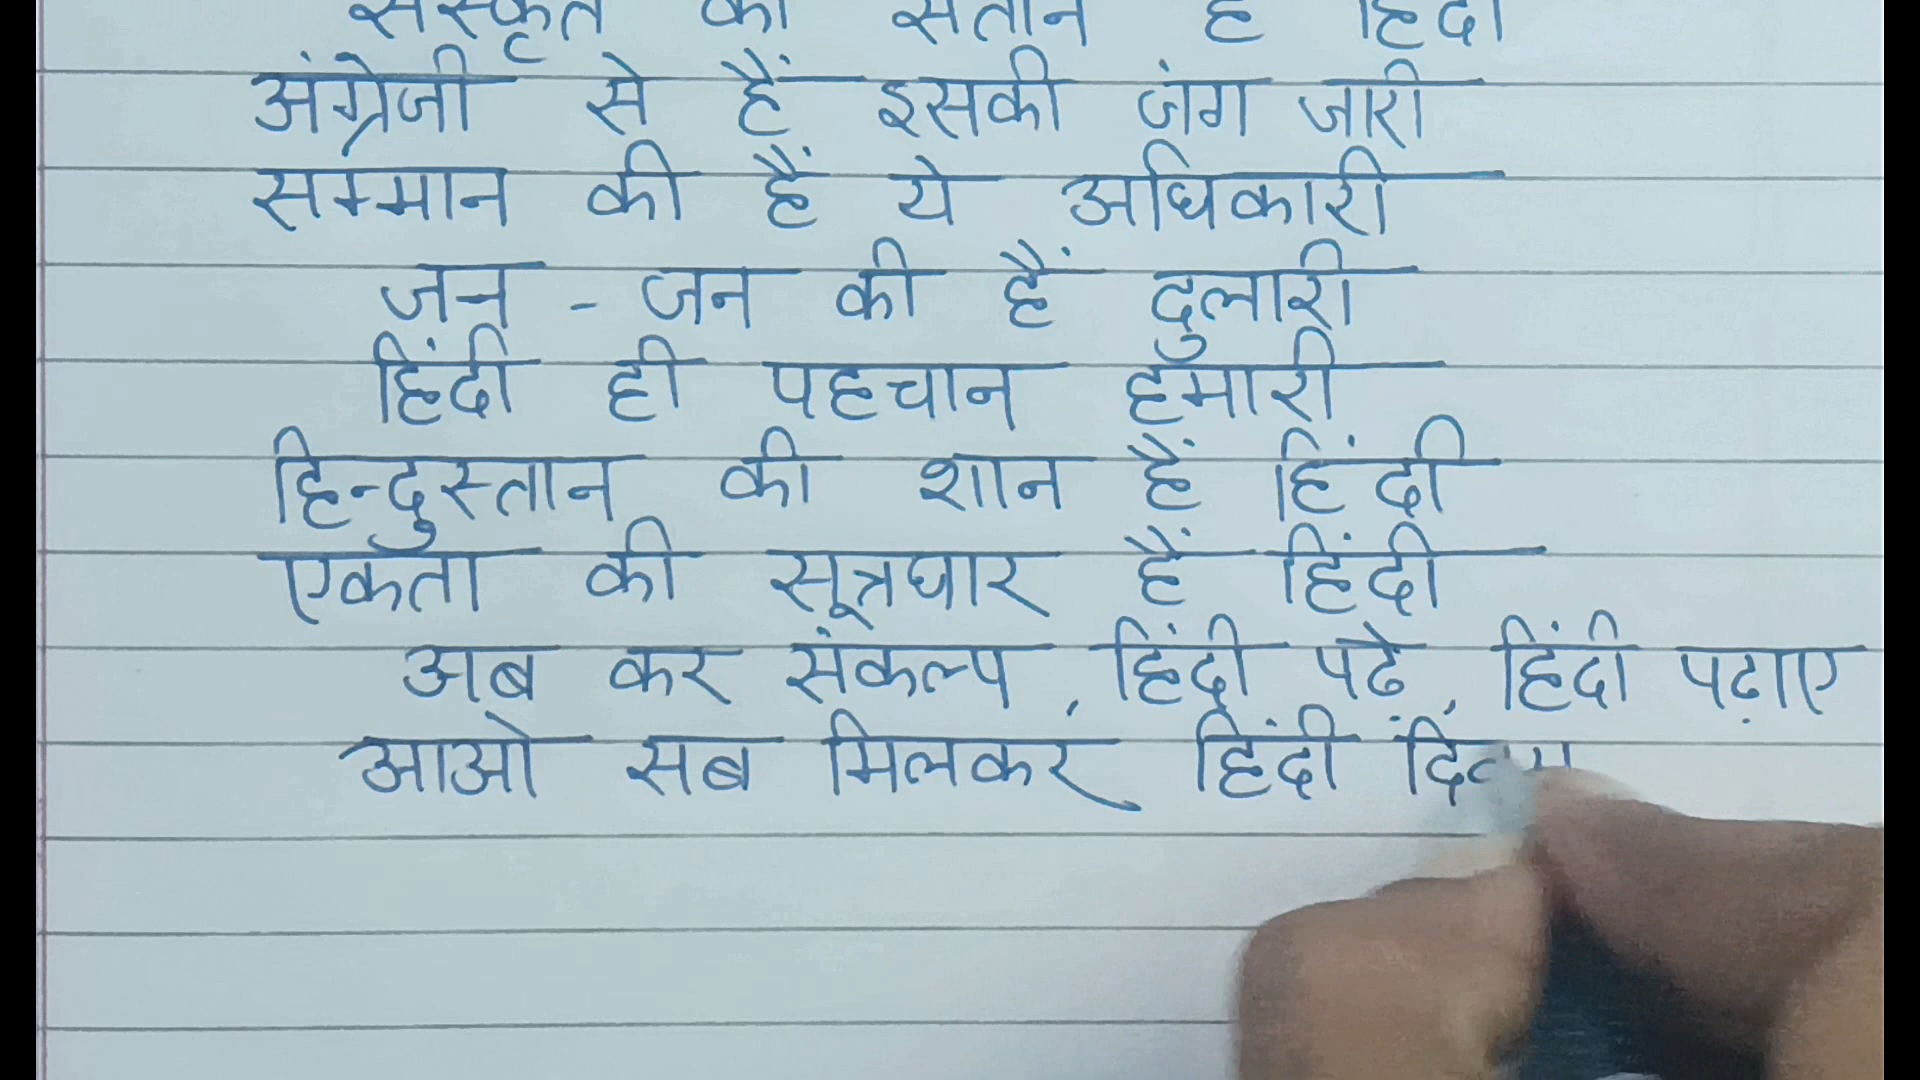 संस्कृत की संतान है हिंदी
अंग्रेजी से हैं इसकी जंग जारी
सम्मान की हैं ये अधिकारी
जन - जन की हैं दुलारी
हिंदी ही पहचान हमारी
हिन्दुस्तान की शान हैं हिंदी
एकता की सूत्रधार हैं हिंदी
अब कर संकल्प, हिंदी पढे, हिंदी पढ़ाए
आओ सब मिलकर हिंदी